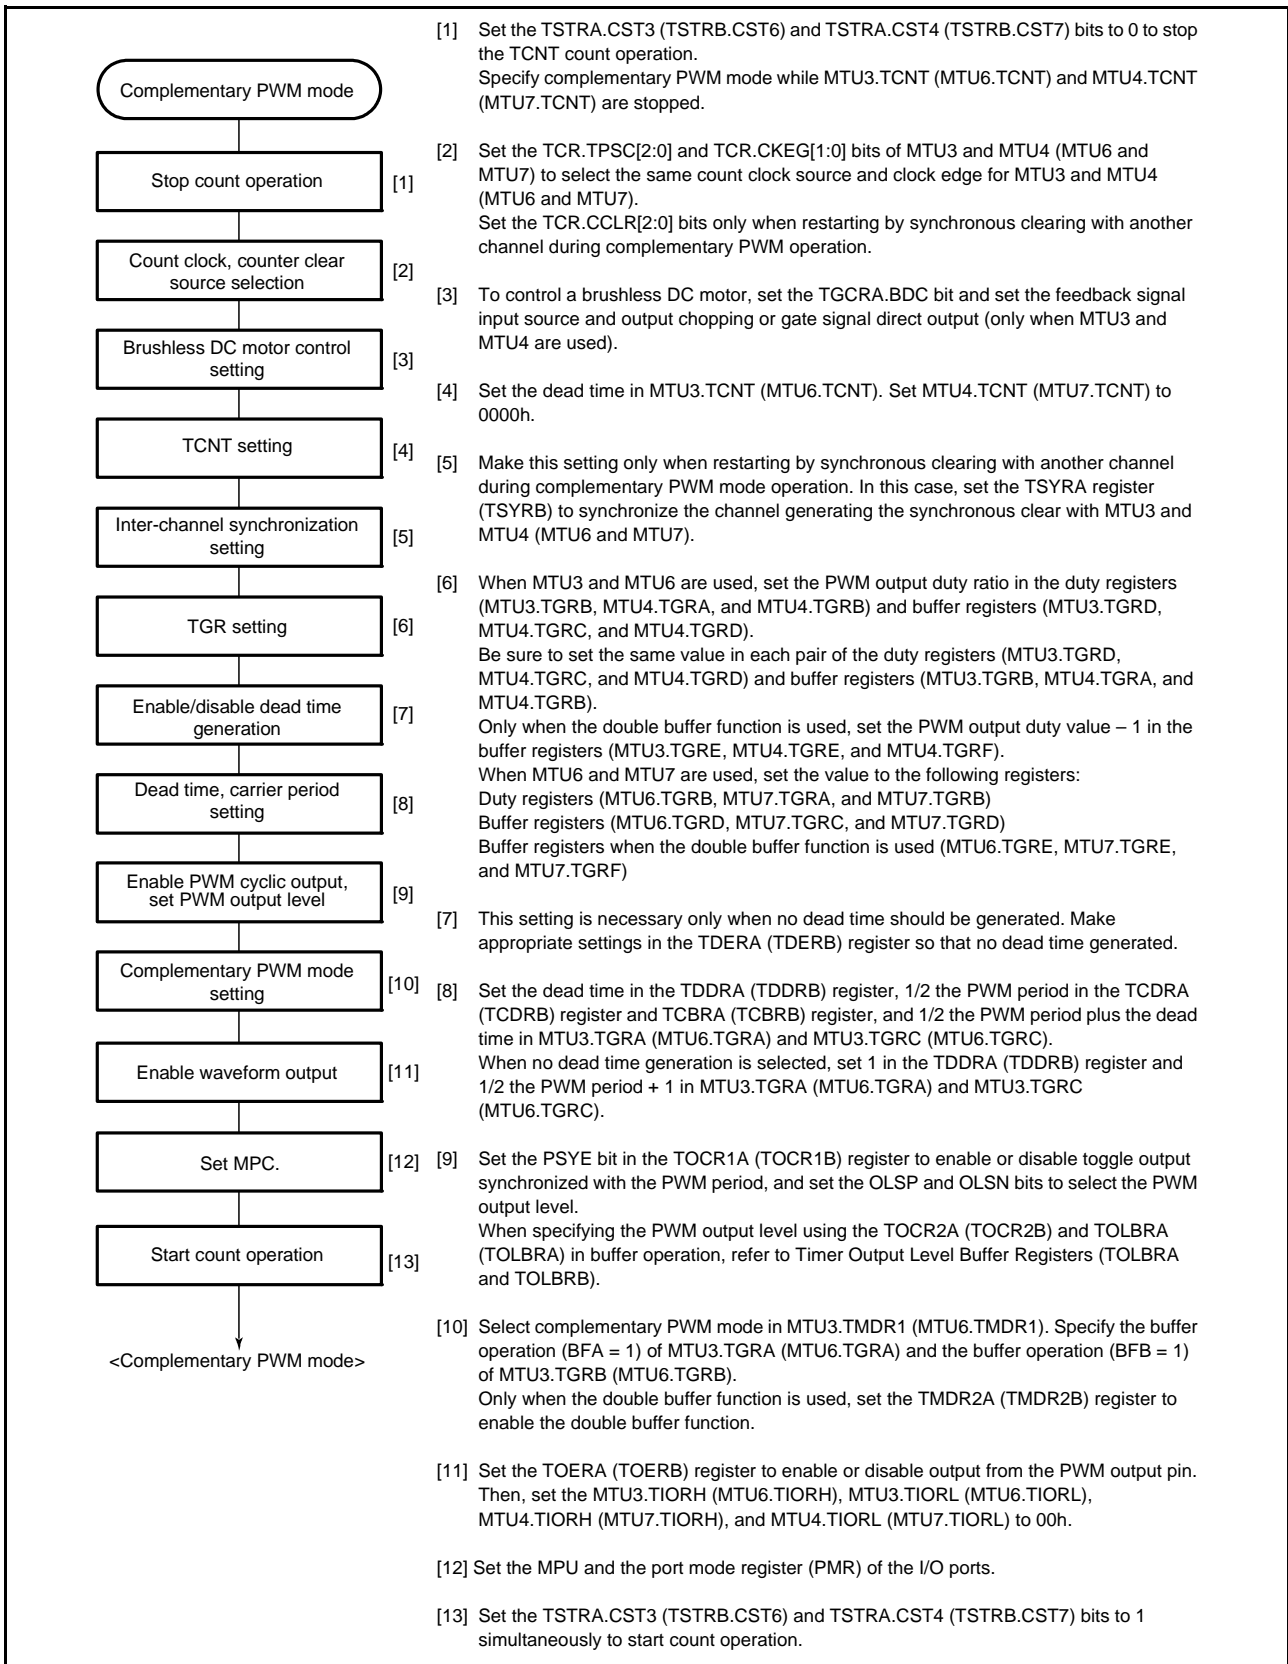 Complementary PWM mode
Stop count operation
[1]
Count clock, counter clear
source selection
[2]
Brushless DC motor control
setting
[3]
TCNT setting
[4]
Inter-channel synchronization
setting
[5]
TGR setting
[6]
Enable/disable dead time
generation
[7]
Dead time, carrier period
setting
[8]
Enable PWM cyclic output,
set PWM output level
[9]
Complementary PWM mode
setting
[10]
Enable waveform output
[11]
Set MPC.
[12]
Start count operation
[13]
<Complementary PWM mode>
[1] Set the TSTRA.CST3 (TSTRB.CST6) and TSTRA.CST4 (TSTRB.CST7) bits to 0 to stop
the TCNT count operation.
Specify complementary PWM mode while MTU3.TCNT (MTU6.TCNT) and MTU4.TCNT
(MTU7.TCNT) are stopped.
[2] Set the TCR.TPSC[2:0] and TCR.CKEG[1:0] bits of MTU3 and MTU4 (MTU6 and
MTU7) to select the same count clock source and clock edge for MTU3 and MTU4
(MTU6 and MTU7).
Set the TCR.CCLR[2:0] bits only when restarting by synchronous clearing with another
channel during complementary PWM operation.
[3] To control a brushless DC motor, set the TGCRA.BDC bit and set the feedback signal
input source and output chopping or gate signal direct output (only when MTU3 and
MTU4 are used).
[4] Set the dead time in MTU3.TCNT (MTU6.TCNT). Set MTU4.TCNT (MTU7.TCNT) to
0000h.
[5] Make this setting only when restarting by synchronous clearing with another channel
during complementary PWM mode operation. In this case, set the TSYRA register
(TSYRB) to synchronize the channel generating the synchronous clear with MTU3 and
MTU4 (MTU6 and MTU7).
[6] When MTU3 and MTU6 are used, set the PWM output duty ratio in the duty registers
(MTU3.TGRB, MTU4.TGRA, and MTU4.TGRB) and buffer registers (MTU3.TGRD,
MTU4.TGRC, and MTU4.TGRD).
Be sure to set the same value in each pair of the duty registers (MTU3.TGRD,
MTU4.TGRC, and MTU4.TGRD) and buffer registers (MTU3.TGRB, MTU4.TGRA, and
MTU4.TGRB).
Only when the double buffer function is used, set the PWM output duty value – 1 in the
buffer registers (MTU3.TGRE, MTU4.TGRE, and MTU4.TGRF).
When MTU6 and MTU7 are used, set the value to the following registers:
Duty registers (MTU6.TGRB, MTU7.TGRA, and MTU7.TGRB)
Buffer registers (MTU6.TGRD, MTU7.TGRC, and MTU7.TGRD)
Buffer registers when the double buffer function is used (MTU6.TGRE, MTU7.TGRE,
and MTU7.TGRF)
[7] This setting is necessary only when no dead time should be generated. Make
appropriate settings in the TDERA (TDERB) register so that no dead time generated.
[8] Set the dead time in the TDDRA (TDDRB) register, 1/2 the PWM period in the TCDRA
(TCDRB) register and TCBRA (TCBRB) register, and 1/2 the PWM period plus the dead
time in MTU3.TGRA (MTU6.TGRA) and MTU3.TGRC (MTU6.TGRC).
When no dead time generation is selected, set 1 in the TDDRA (TDDRB) register and
1/2 the PWM period + 1 in MTU3.TGRA (MTU6.TGRA) and MTU3.TGRC
(MTU6.TGRC).
[9] Set the PSYE bit in the TOCR1A (TOCR1B) register to enable or disable toggle output
synchronized with the PWM period, and set the OLSP and OLSN bits to select the PWM
output level.
When specifying the PWM output level using the TOCR2A (TOCR2B) and TOLBRA
(TOLBRA) in buffer operation, refer to Timer Output Level Buffer Registers (TOLBRA
and TOLBRB).
[10] Select complementary PWM mode in MTU3.TMDR1 (MTU6.TMDR1). Specify the buffer
operation (BFA = 1) of MTU3.TGRA (MTU6.TGRA) and the buffer operation (BFB = 1)
of MTU3.TGRB (MTU6.TGRB).
Only when the double buffer function is used, set the TMDR2A (TMDR2B) register to
enable the double buffer function.
[11] Set the TOERA (TOERB) register to enable or disable output from the PWM output pin.
Then, set the MTU3.TIORH (MTU6.TIORH), MTU3.TIORL (MTU6.TIORL),
MTU4.TIORH (MTU7.TIORH), and MTU4.TIORL (MTU7.TIORL) to 00h.
[12] Set the MPU and the port mode register (PMR) of the I/O ports.
[13] Set the TSTRA.CST3 (TSTRB.CST6) and TSTRA.CST4 (TSTRB.CST7) bits to 1
simultaneously to start count operation.